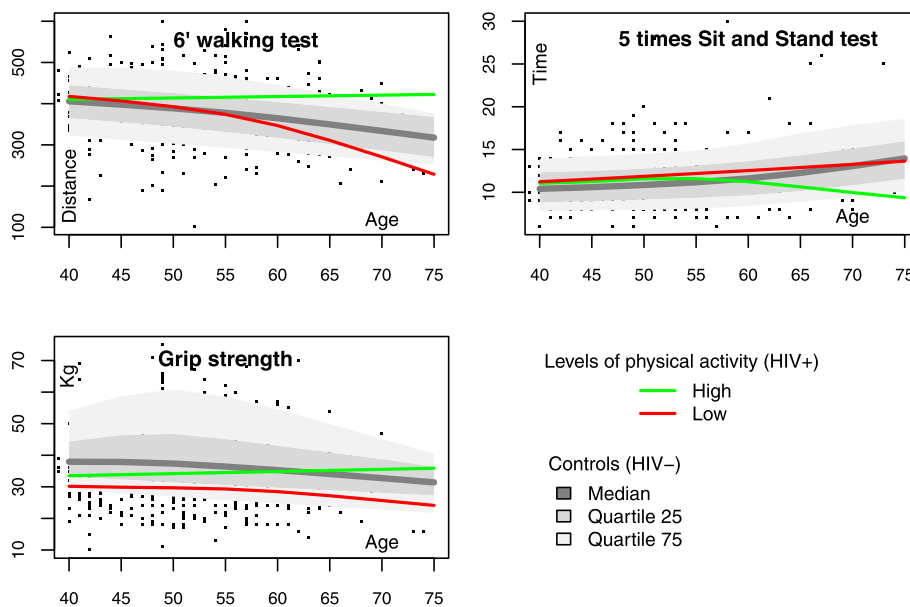 6' walking test
500
300
100
Distance
Age
40 45 50 55 60 65 70 75
5 times Sit and Stand test
30
25
20
15
10
Time
Age
40 45 50 55 60 65 70 75
Grip strength
70
50
30
10
Kg
Age
40 45 50 55 60 65 70 75
Levels of physical activity (HIV+)
High
Low
Controls (HIV−)
Median
Quartile 25
Quartile 75